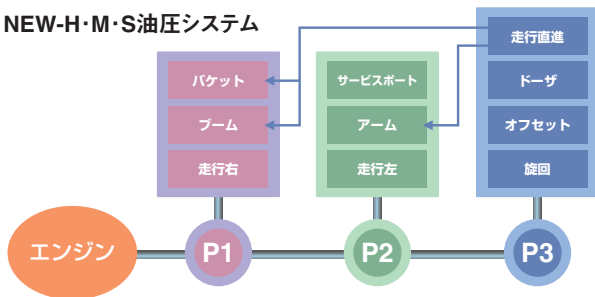 NEW-H・M・S油圧システム
バケット
ブーム
走行右
サービスポート
アーム
走行左
走行直進
ドーザ
オフセット
旋回
エンジン
P1
P2
P3